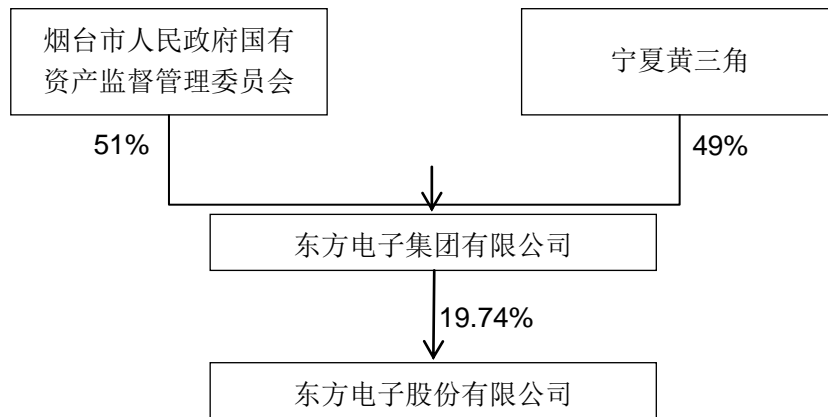 烟台市人民政府国有
资产监督管理委员会
宁夏黄三角
51%
49%
东方电子集团有限公司
19.74%
东方电子股份有限公司